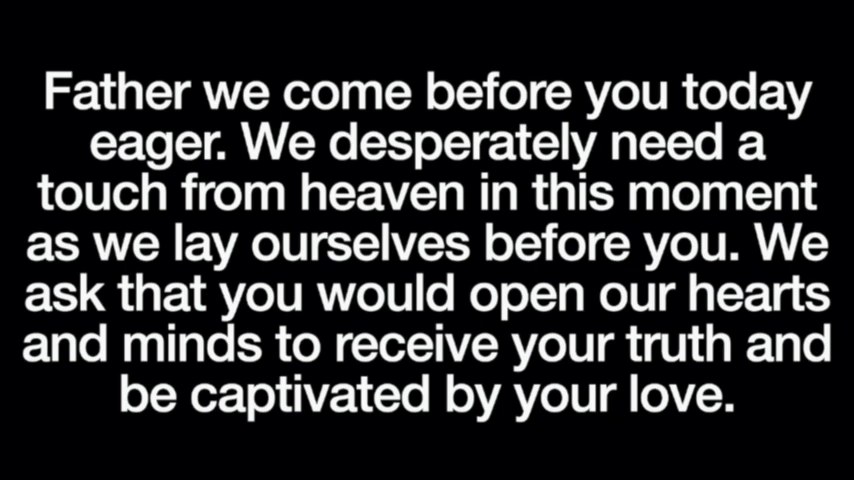 Father we come before you today
eager. We desperately need a
touch from heaven in this moment
as we lay ourselves before you. We
ask that you would open our hearts
and minds to receive your truth and
be captivated by your love.